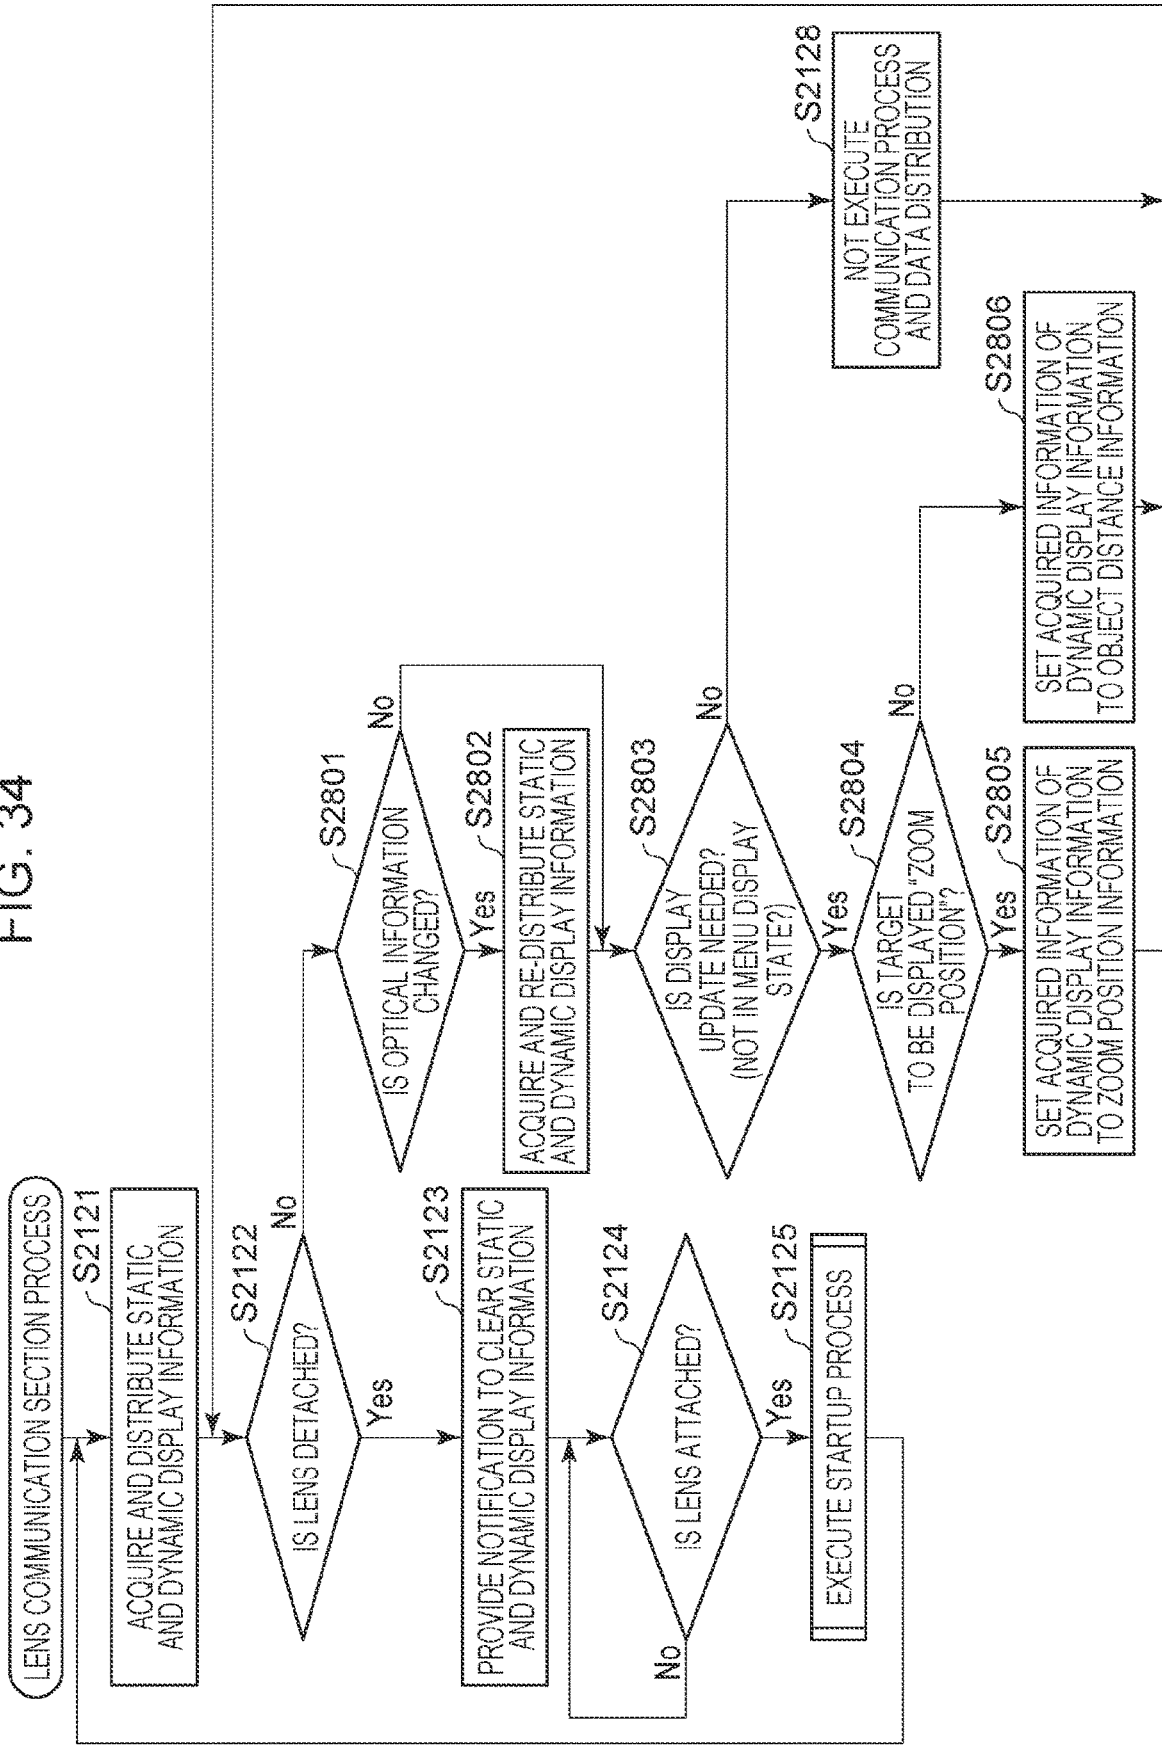 FIG. 34
LENS COMMUNICATION SECTION PROCESS
S2121
ACQUIRE AND DISTRIBUTE STATIC
AND DYNAMIC DISPLAY INFORMATION
S2122
IS LENS DETACHED?
No
Yes
S2123
PROVIDE NOTIFICATION TO CLEAR STATIC
AND DYNAMIC DISPLAY INFORMATION
S2124
IS LENS ATTACHED?
No
Yes
S2125
EXECUTE STARTUP PROCESS
S2801
IS OPTICAL INFORMATION
CHANGED?
No
Yes
S2802
ACQUIRE AND RE-DISTRIBUTE STATIC
AND DYNAMIC DISPLAY INFORMATION
S2803
IS DISPLAY
UPDATE NEEDED?
(NOT IN MENU DISPLAY
STATE?)
No
Yes
S2804
IS TARGET
TO BE DISPLAYED "ZOOM
POSITION"?
No
Yes
S2805
SET ACQUIRED INFORMATION OF
DYNAMIC DISPLAY INFORMATION
TO ZOOM POSITION INFORMATION
S2806
SET ACQUIRED INFORMATION OF
DYNAMIC DISPLAY INFORMATION
TO OBJECT DISTANCE INFORMATION
S2128
NOT EXECUTE
COMMUNICATION PROCESS
AND DATA DISTRIBUTION